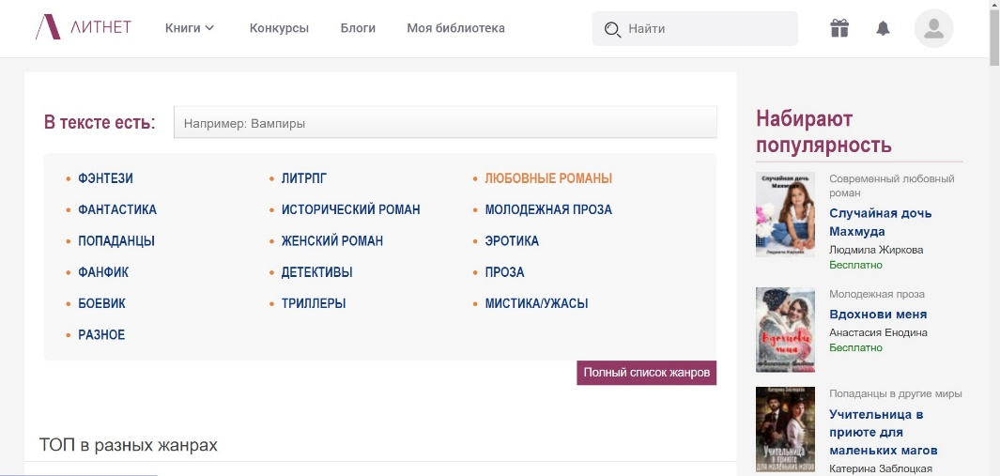 ЛИТНЕТ
Книги
Конкурсы
Блоги
Моя библиотека
Найти
В тексте есть:
Например: Вампиры
ФЭНТЕЗИ
ЛИТРПГ
ЛЮБОВНЫЕ РОМАНЫ
ФАНТАСТИКА
ИСТОРИЧЕСКИЙ РОМАН
МОЛОДЕЖНАЯ ПРОЗА
ПОПАДАНЦЫ
ЖЕНСКИЙ РОМАН
ЭРОТИКА
ФАНФИК
ДЕТЕКТИВЫ
ПРОЗА
БОЕВИК
ТРИЛЛЕРЫ
МИСТИКА/УЖАСЫ
РАЗНОЕ
Полный список жанров
ТОП в разных жанрах
Набирают
популярность
Случайная дочь
Махмуда
Людмила Жиркова
Современный любовный
роман
Случайная дочь
Махмуда
Людмила Жиркова
Бесплатно
Вдохнови
меня
Молодежная проза
Вдохнови меня
Анастасия Енодина
Бесплатно
Катерина Заблоцкая
Учительница
в приюте
для маленьких магов
Попаданцы в другие миры
Учительница в
приюте для
маленьких магов
Катерина Заблоцкая